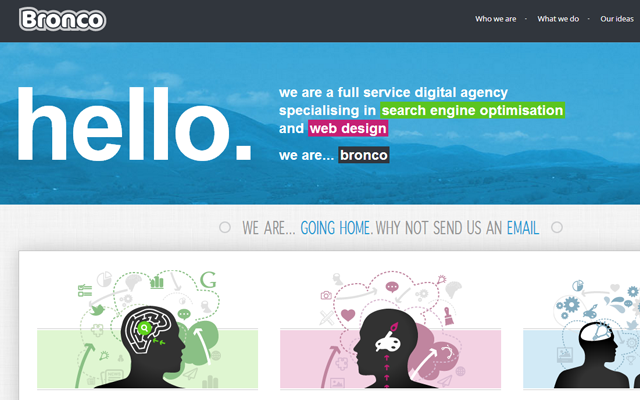 Bronco
Who we are - What we do - Our ideas
hello.
we are a full service digital agency
specialising in search engine optimisation
and web design
we are... bronco
WE ARE... GOING HOME. WHY NOT SEND US AN EMAIL
G